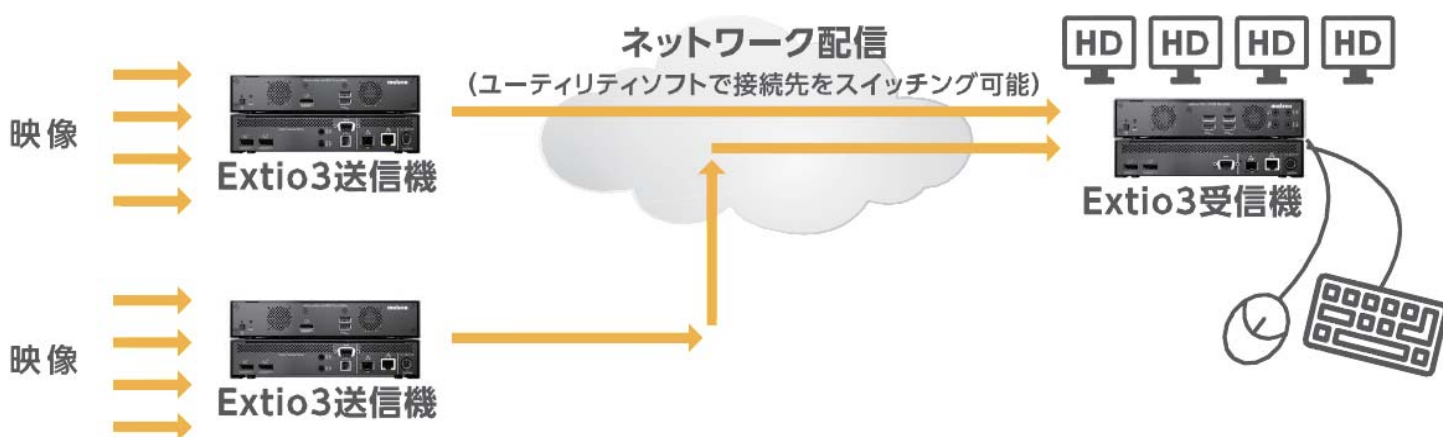 ネットワーク配信
（ユーティリティソフトで接続先をスイッチング可能）
HD HD HD HD
映像
Extio3送信機
Extio3受信機
映像
Extio3送信機